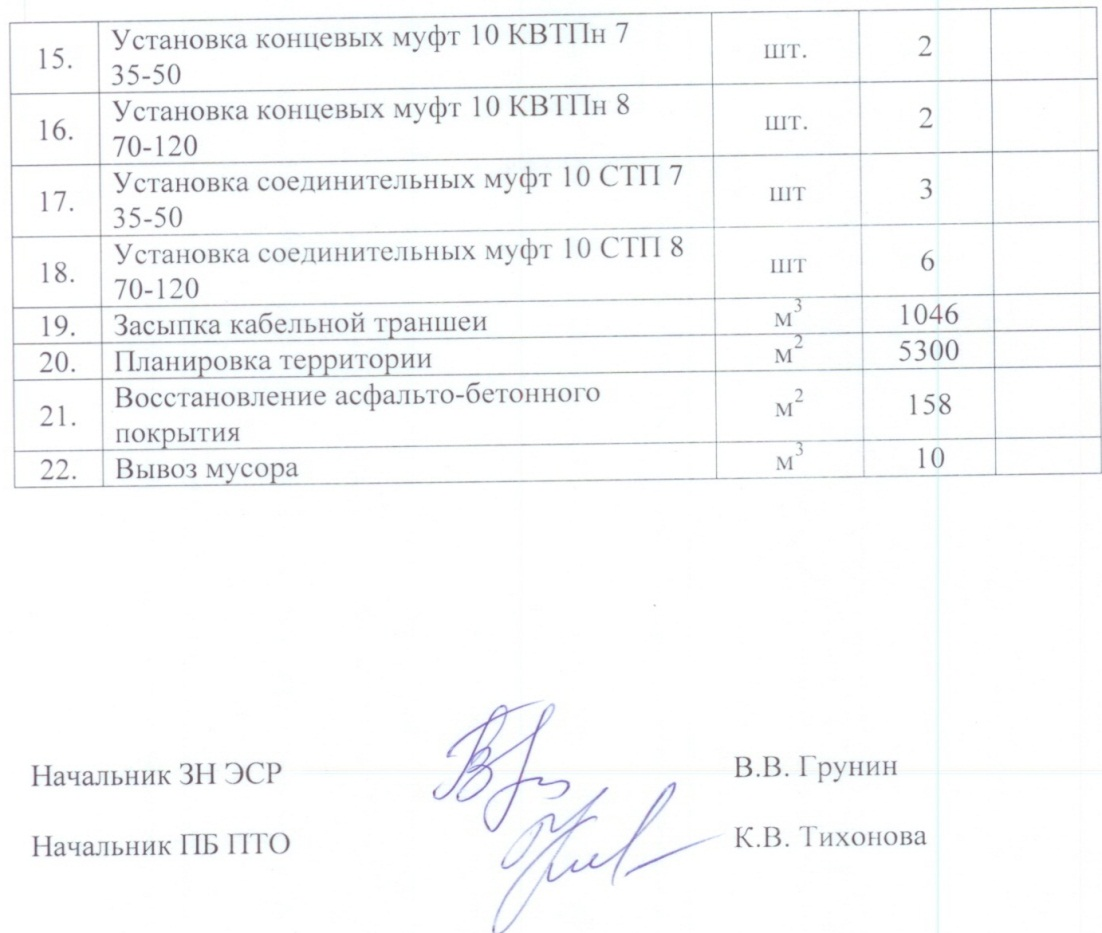 15. Установка концевых муфт 10 КВТПн 7 шт. 2
35-50
16. Установка концевых муфт 10 КВТПн 8 шт. 2
70-120
17. Установка соединительных муфт 10 СТП 7 шт 3
35-50
18. Установка соединительных муфт 10 СТП 8 шт 6
70-120
19. Засыпка кабельной траншеи м³ 1046
20. Планировка территории м² 5300
21. Восстановление асфальто-бетонного м² 158
покрытия
22. Вывоз мусора м³ 10
Начальник ЗН ЭСР В.В. Грунин
Начальник ПБ ПТО К.В. Тихонова